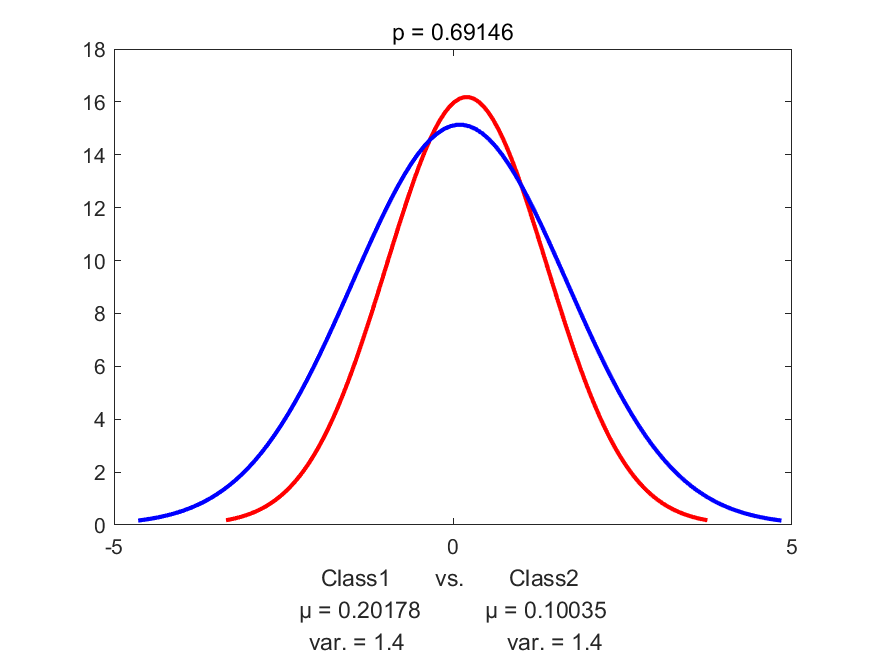 p = 0.69146
18
16
14
12
10
8
6
4
2
0
-5 0 5
Class1 vs. Class2
μ = 0.20178 μ = 0.10035
var. = 1.4 var. = 1.4